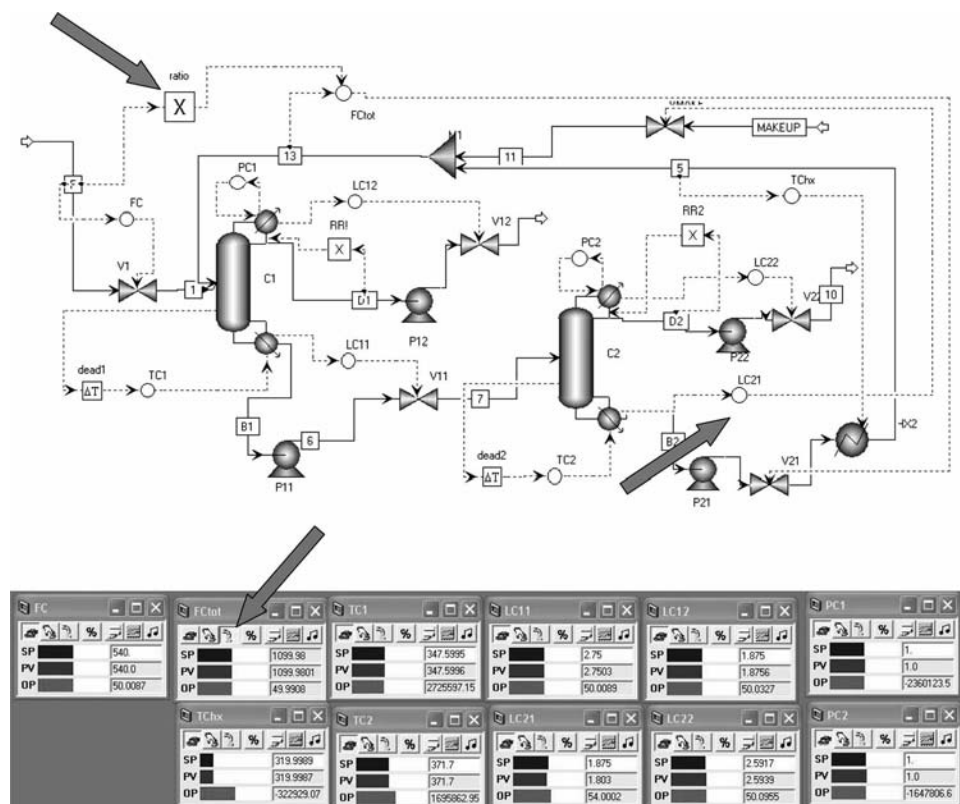 ratio
X
FCtot
MAKEUP
13
11
5
F
PC1
LC12
TChx
FC
V12
RR2
X
PC2
V1
X
LC22
1
C1
D1
10
P12
D2
C2
P22
LC11
dead1
TC1
V11
LC21
ΔT
7
B1
6
B2
dead2
TC2
ΔT
P11
P21
V21
FC
FCtot
TC1
LC11
LC12
PC1
% % % % %
SP 540.
PV 540.0
OP 50.0087
SP 1099.98
PV 1099.9801
OP 49.9908
SP 347.5995
PV 347.5996
OP 2725597.15
SP 2.75
PV 2.7503
OP 50.0089
SP 1.875
PV 1.8756
OP 50.0327
SP 1.
PV 1.0
OP -2360123.5
TChx
TC2
LC21
LC22
PC2
% % % %
SP 319.9989
PV 319.9987
OP -322929.07
SP 371.7
PV 371.7
OP 1695862.95
SP 1.875
PV 1.803
OP 54.0002
SP 2.5917
PV 2.5939
OP 50.0955
SP 1.
PV 1.0
OP -1647806.6